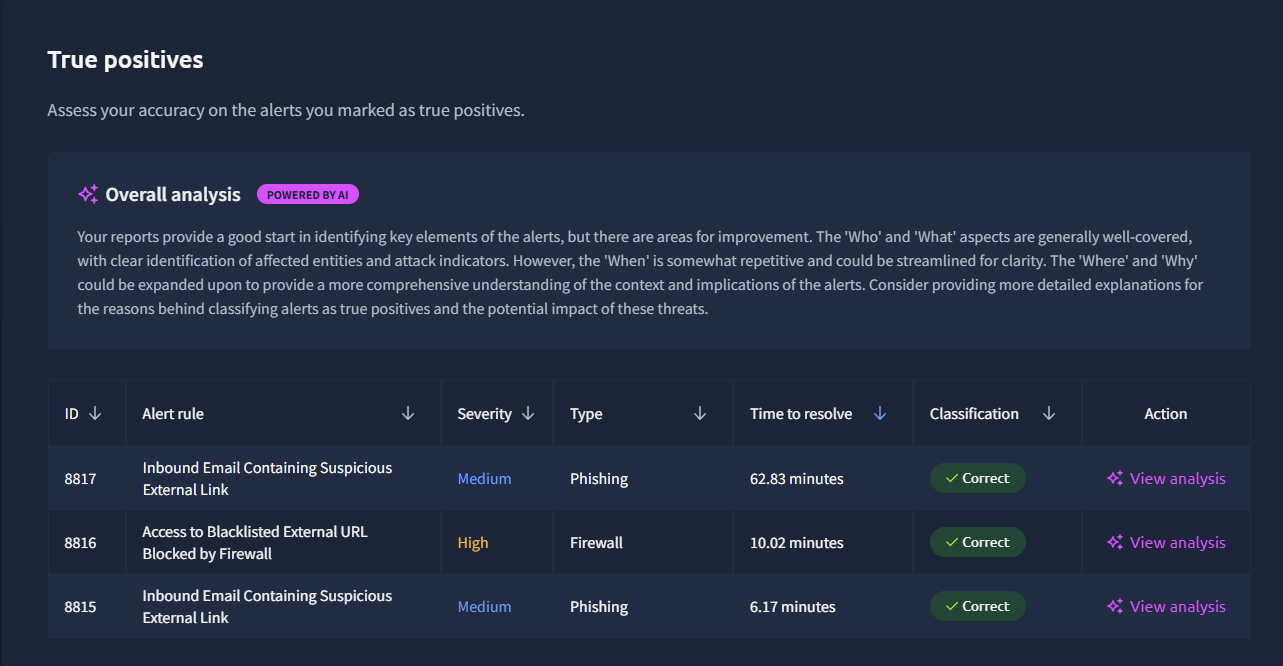 True positives
Assess your accuracy on the alerts you marked as true positives.
Overall analysis POWERED BY AI
Your reports provide a good start in identifying key elements of the alerts, but there are areas for improvement. The 'Who' and 'What' aspects are generally well-covered,
with clear identification of affected entities and attack indicators. However, the 'When' is somewhat repetitive and could be streamlined for clarity. The 'Where' and 'Why'
could be expanded upon to provide a more comprehensive understanding of the context and implications of the alerts. Consider providing more detailed explanations for
the reasons behind classifying alerts as true positives and the potential impact of these threats.
ID Alert rule Severity Type Time to resolve Classification Action
8817 Inbound Email Containing Suspicious
External Link Medium Phishing 62.83 minutes Correct View analysis
8816 Access to Blacklisted External URL
Blocked by Firewall High Firewall 10.02 minutes Correct View analysis
8815 Inbound Email Containing Suspicious
External Link Medium Phishing 6.17 minutes Correct View analysis